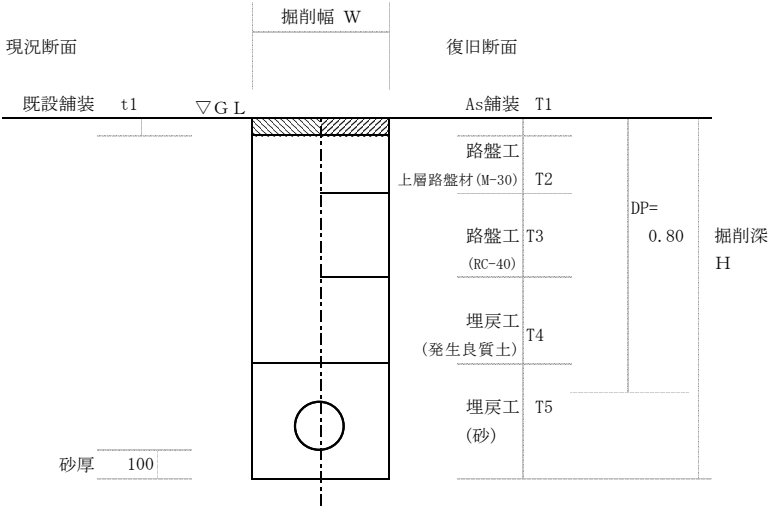 掘削幅 W
現況断面
復旧断面
既設舗装 t1
▽GL
As舗装 T1
路盤工
上層路盤材(M-30) T2
DP=
0.80
路盤工 T3
(RC-40)
掘削深
H
埋戻工
T4
(発生良質土)
埋戻工 T5
(砂)
砂厚 100